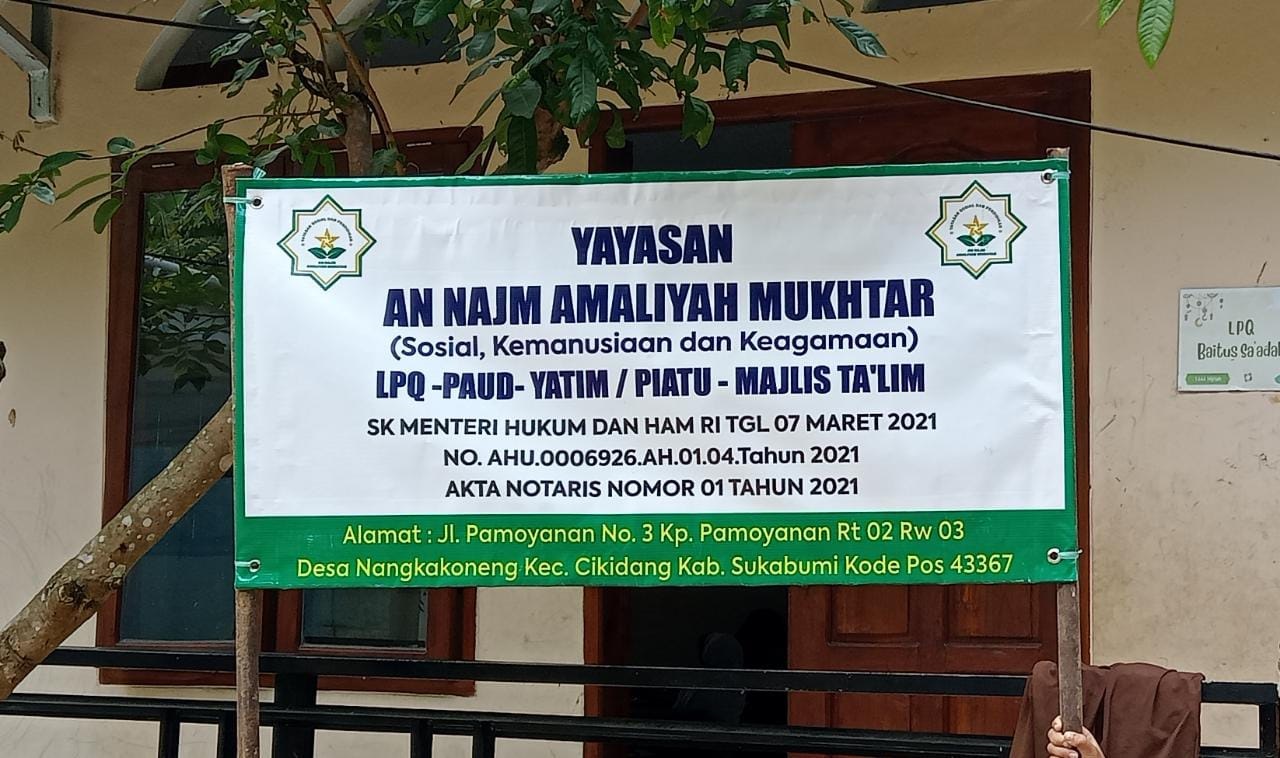 YAYASAN
AN NAJM AMALIYAH MUKHTAR
(Sosial, Kemanusiaan dan Keagamaan)
LPQ -PAUD- YATIM / PIATU - MAJLIS TA'LIM
SK MENTERI HUKUM DAN HAM RI TGL 07 MARET 2021
NO. AHU.0006926.AH.01.04.Tahun 2021
AKTA NOTARIS NOMOR 01 TAHUN 2021
Alamat : Jl. Pamoyanan No. 3 Kp. Pamoyanan Rt 02 Rw 03
Desa Nangkakoneng Kec. Cikidang Kab. Sukabumi Kode Pos 43367
LPQ
Baitus Sa'adah